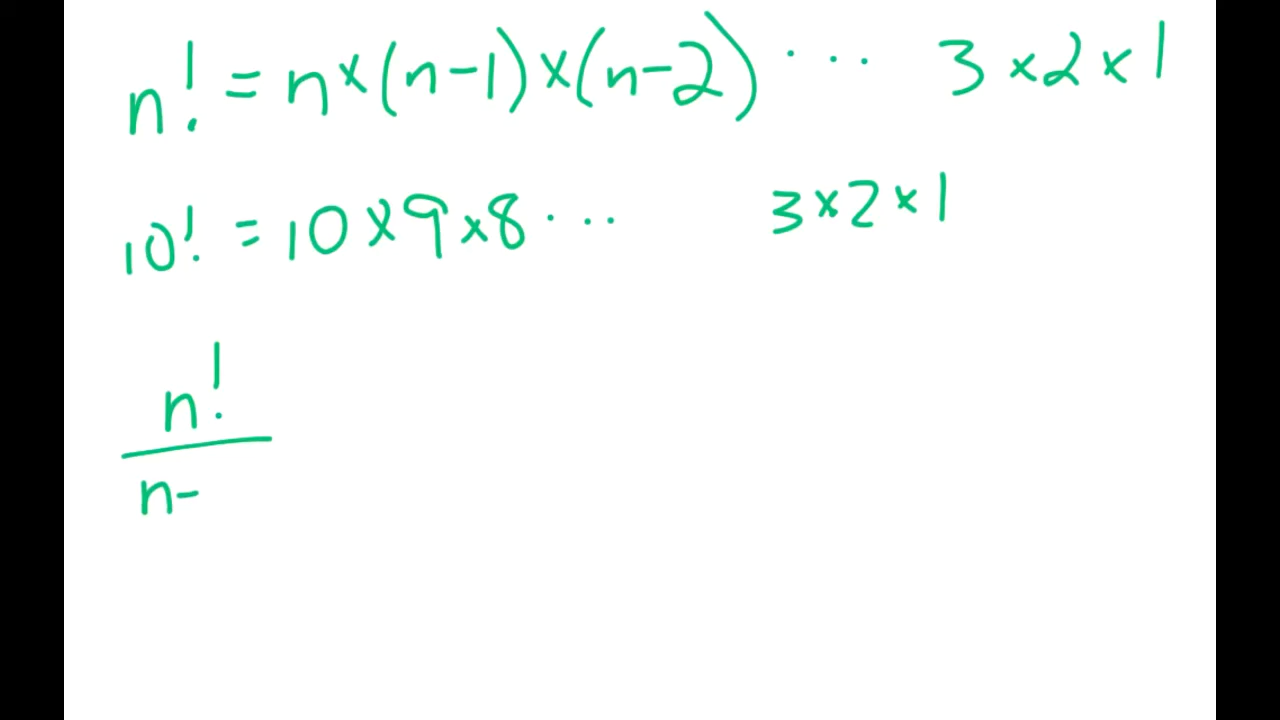 n! = n×(n-1)×(n-2) ... 3×2×1
10! = 10×9×8 ... 3×2×1
n!
n-